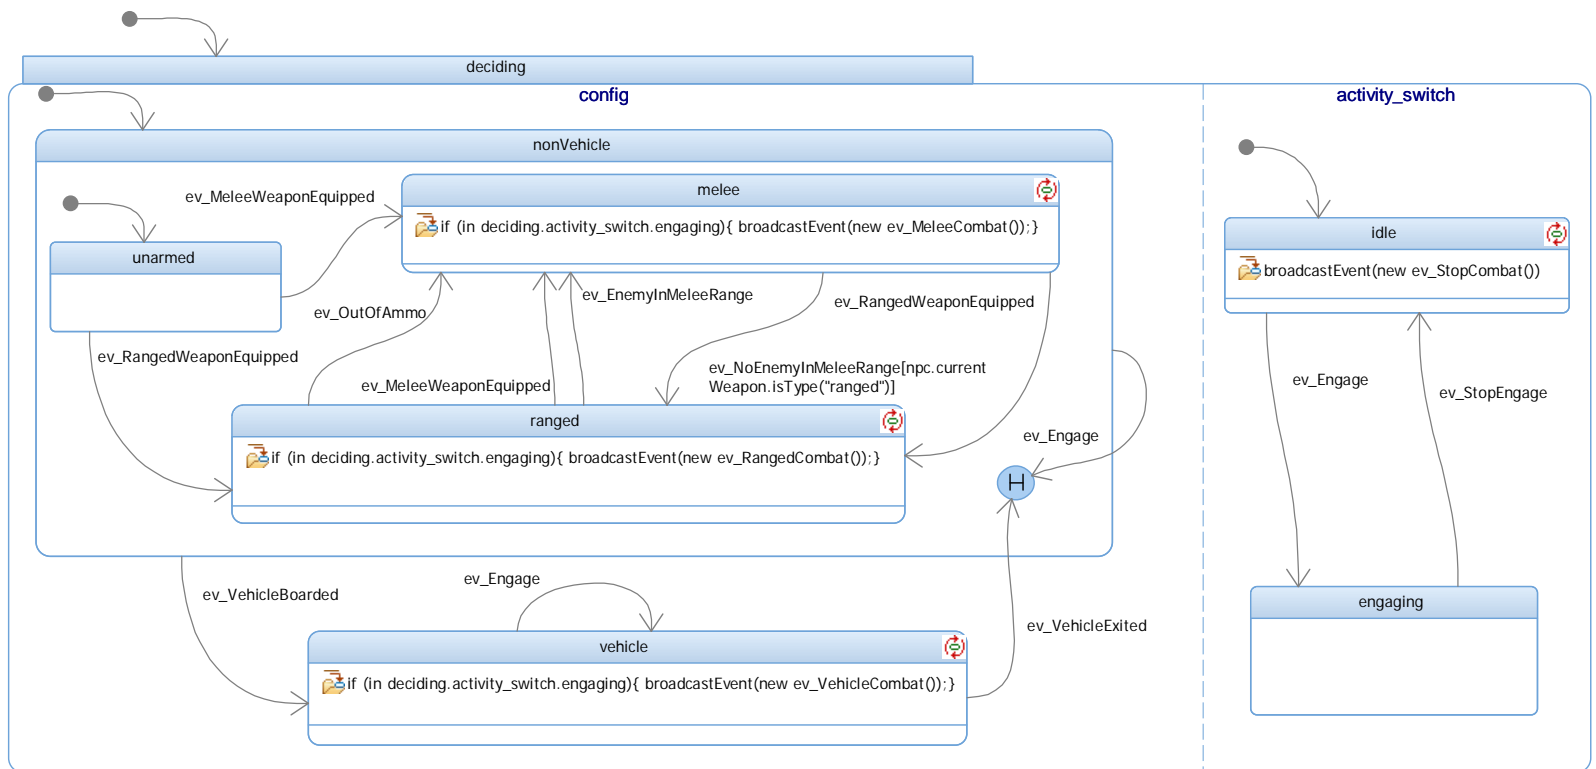 deciding
config
activity_switch
nonVehicle
melee
ev_MeleeWeaponEquipped
if (in deciding.activity_switch.engaging){ broadcastEvent(new ev_MeleeCombat());}
unarmed
idle
broadcastEvent(new ev_StopCombat())
ev_EnemyInMeleeRange
ev_RangedWeaponEquipped
ev_OutOfAmmo
ev_RangedWeaponEquipped
ev_NoEnemyInMeleeRange[npc.current
Weapon.isType("ranged")]
ev_MeleeWeaponEquipped
ev_Engage
ev_StopEngage
ranged
ev_Engage
if (in deciding.activity_switch.engaging){ broadcastEvent(new ev_RangedCombat());}
H
ev_Engage
ev_VehicleBoarded
engaging
ev_VehicleExited
vehicle
if (in deciding.activity_switch.engaging){ broadcastEvent(new ev_VehicleCombat());}